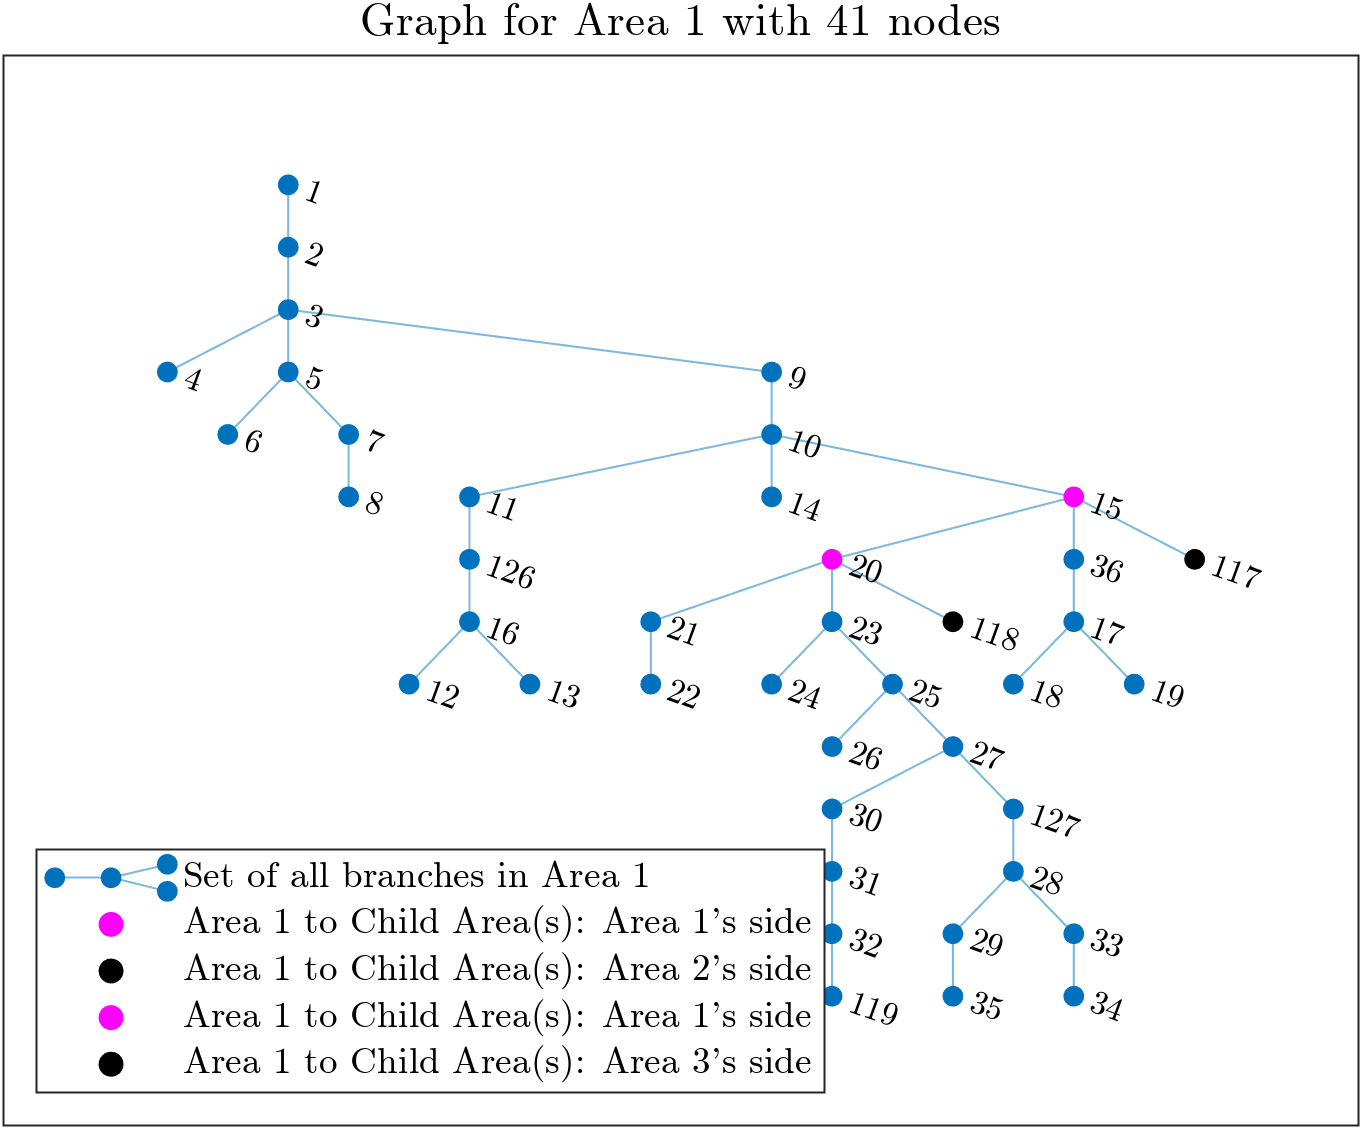 Graph for Area 1 with 41 nodes
1
2
3
4 5 9
6 7 10
8 11 14 15
126 20 36 117
16 21 23 118 17
12 13 22 24 25 18 19
26 27
30 127
31 28
32 29 33
119 35 34
Set of all branches in Area 1
Area 1 to Child Area(s): Area 1's side
Area 1 to Child Area(s): Area 2's side
Area 1 to Child Area(s): Area 1's side
Area 1 to Child Area(s): Area 3's side